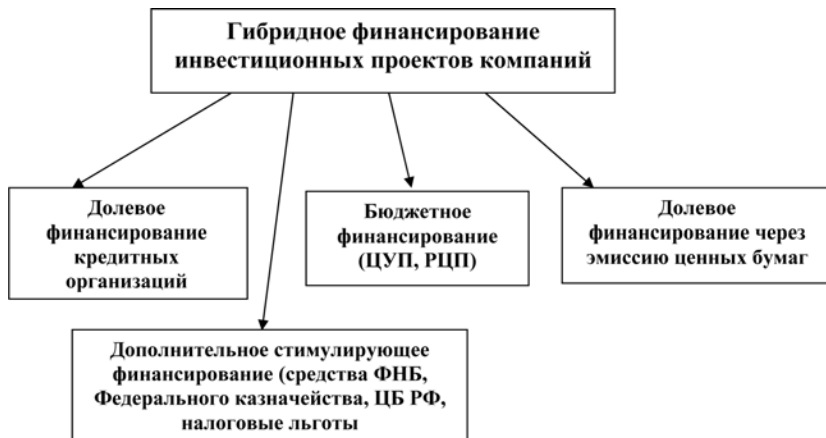 Гибридное финансирование
инвестиционных проектов компаний
Долевое
финансирование
кредитных
организаций
Бюджетное
финансирование
(ЦУП, РЦП)
Долевое
финансирование через
эмиссию ценных бумаг
Дополнительное стимулирующее
финансирование (средства ФНБ,
Федерального казначейства, ЦБ РФ,
налоговые льготы